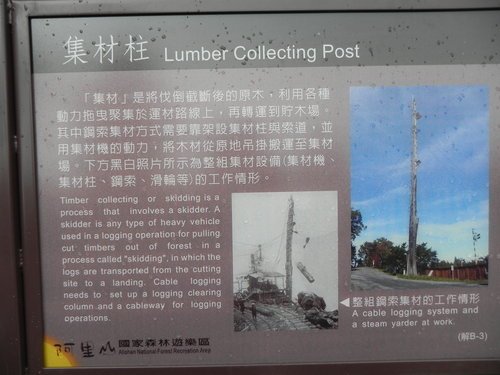 集材柱 Lumber Collecting Post
「集材」是將伐倒截斷後的原木，利用各種
動力拖曳聚集於運材路線上，再轉運到貯木場。
其中鋼索集材方式需要靠架設集材柱與索道，並
用集材機的動力，將木材從原地吊掛搬運至集材
場。下方黑白照片所示為整組集材設備(集材機、
集材柱、鋼索、滑輪等)的工作情形。
Timber collecting or skidding is a
process that involves a skidder. A
skidder is any type of heavy vehicle
used in a logging operation for pulling
cut timbers out of forest in a
process called "skidding", in which the
logs are transported from the cutting
site to a landing. Cable logging
needs to set up a logging clearing
column and a cableway for logging
operations.
◀整組鋼索集材的工作情形
A cable logging system and
a steam yarder at work.
(解B-3)
阿里山 國家森林遊樂區
Alishan National Forest Recreation Area